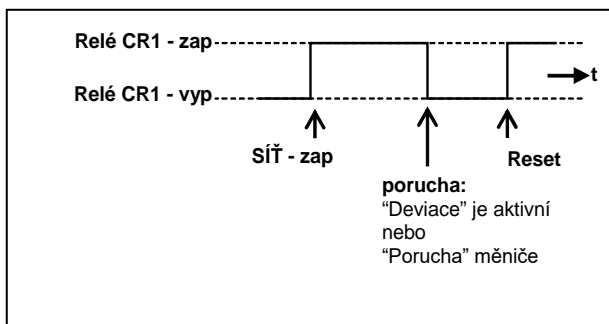 Relé CR1 - zap
t
Relé CR1 - vyp
SÍŤ - zap
Reset
porucha:
“Deviace” je aktivní
nebo
“Porucha” měniče